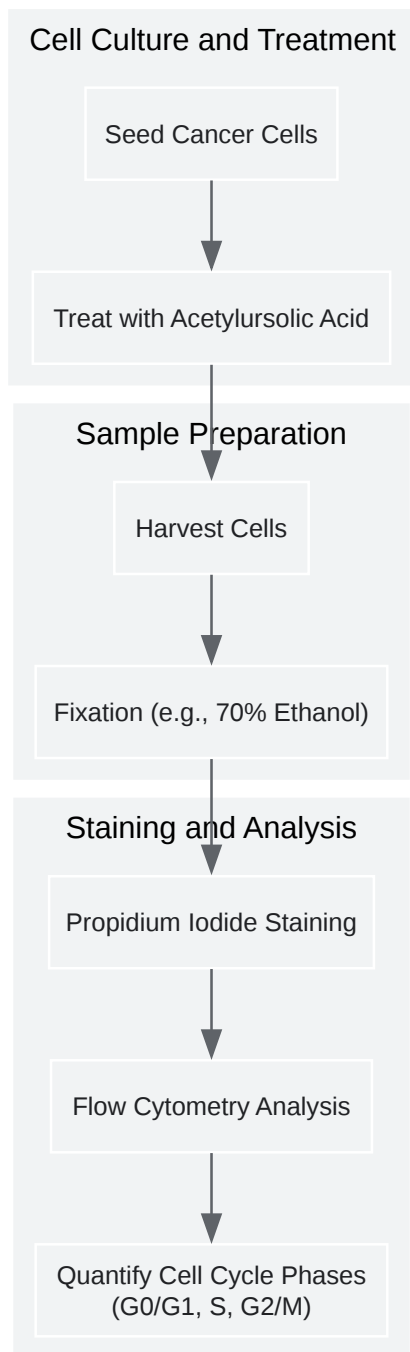 Cell Culture and Treatment
Seed Cancer Cells
Treat with Acetylursolic Acid
Sample Preparation
Harvest Cells
Fixation (e.g., 70% Ethanol)
Staining and Analysis
Propidium Iodide Staining
Flow Cytometry Analysis
Quantify Cell Cycle Phases
(G0/G1, S, G2/M)